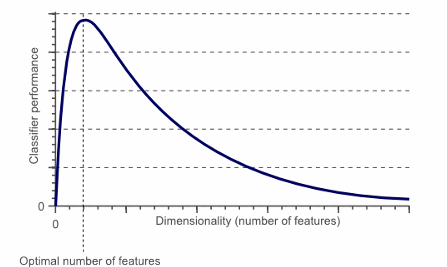 Classifier performance
0
0
Dimensionality (number of features)
Optimal number of features